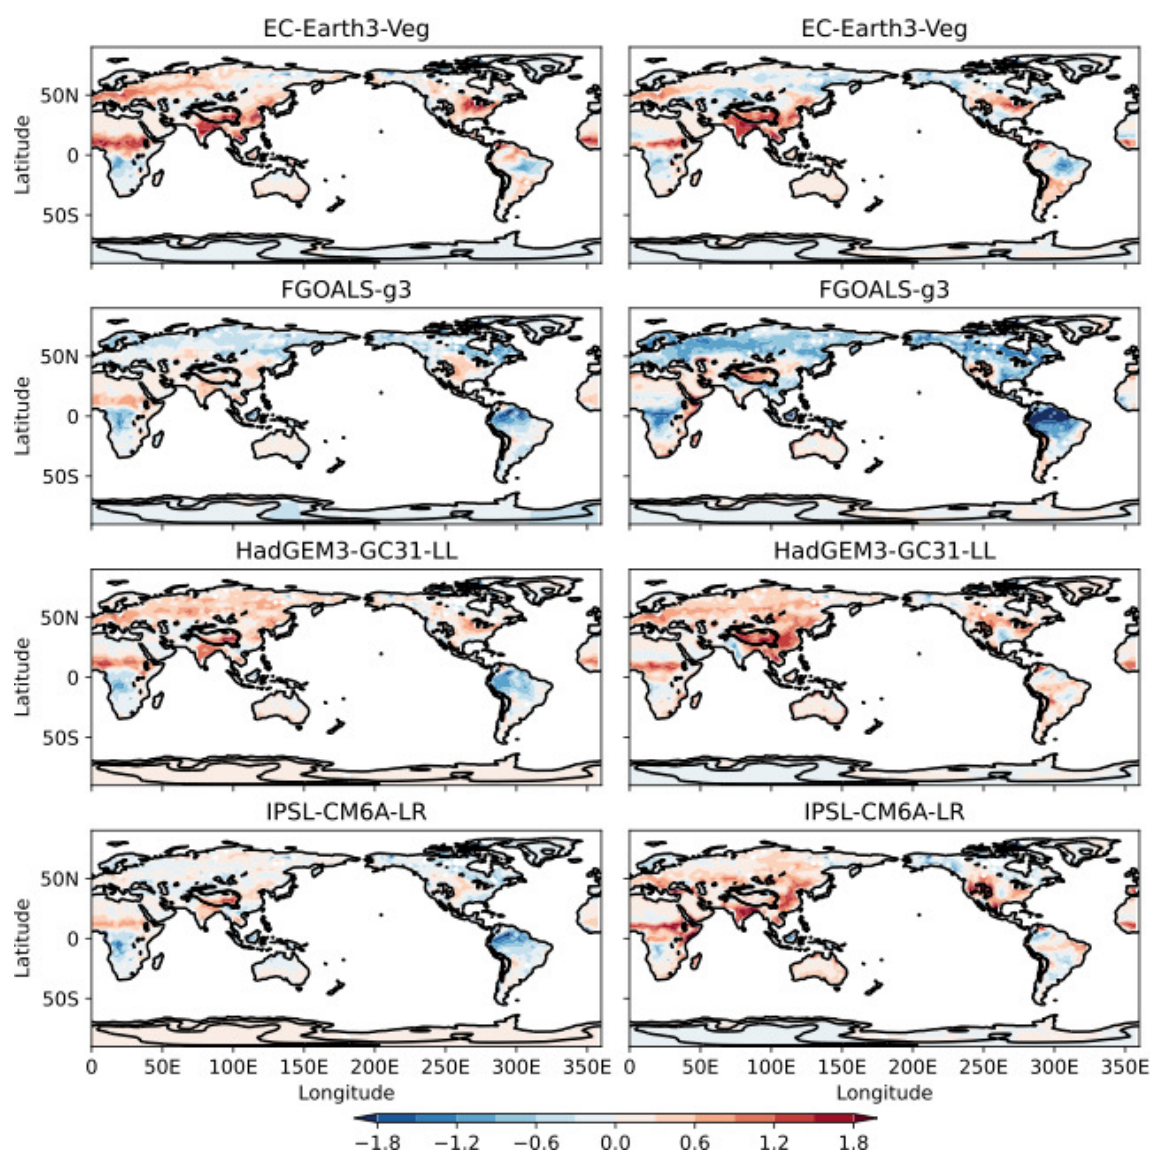 EC-Earth3-Veg EC-Earth3-Veg
50N
0
50S
Latitude
FGOALS-g3 FGOALS-g3
50N
0
50S
Latitude
HadGEM3-GC31-LL HadGEM3-GC31-LL
50N
0
50S
Latitude
IPSL-CM6A-LR IPSL-CM6A-LR
50N
0
50S
Latitude
0 50E 100E 150E 200E 250E 300E 350E 0 50E 100E 150E 200E 250E 300E 350E
Longitude Longitude
−1.8 −1.2 −0.6 0.0 0.6 1.2 1.8